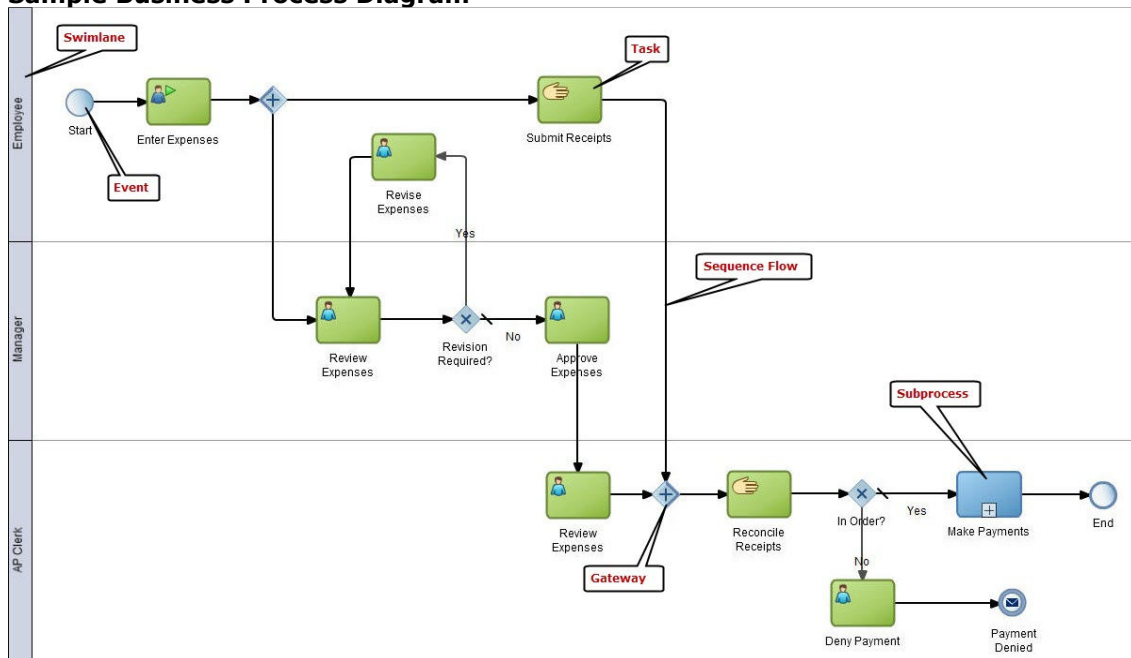 Sample Business Process Diagram
Swimlane
Task
Employee
Start
Enter Expenses
Submit Receipts
Event
Revise
Expenses
Yes
Manager
Sequence Flow
Review
Expenses
Revision
Required?
No
Approve
Expenses
Subprocess
AP Clerk
Review
Expenses
Gateway
Reconcile
Receipts
In Order?
Yes
Make Payments
End
No
Deny Payment
Payment
Denied